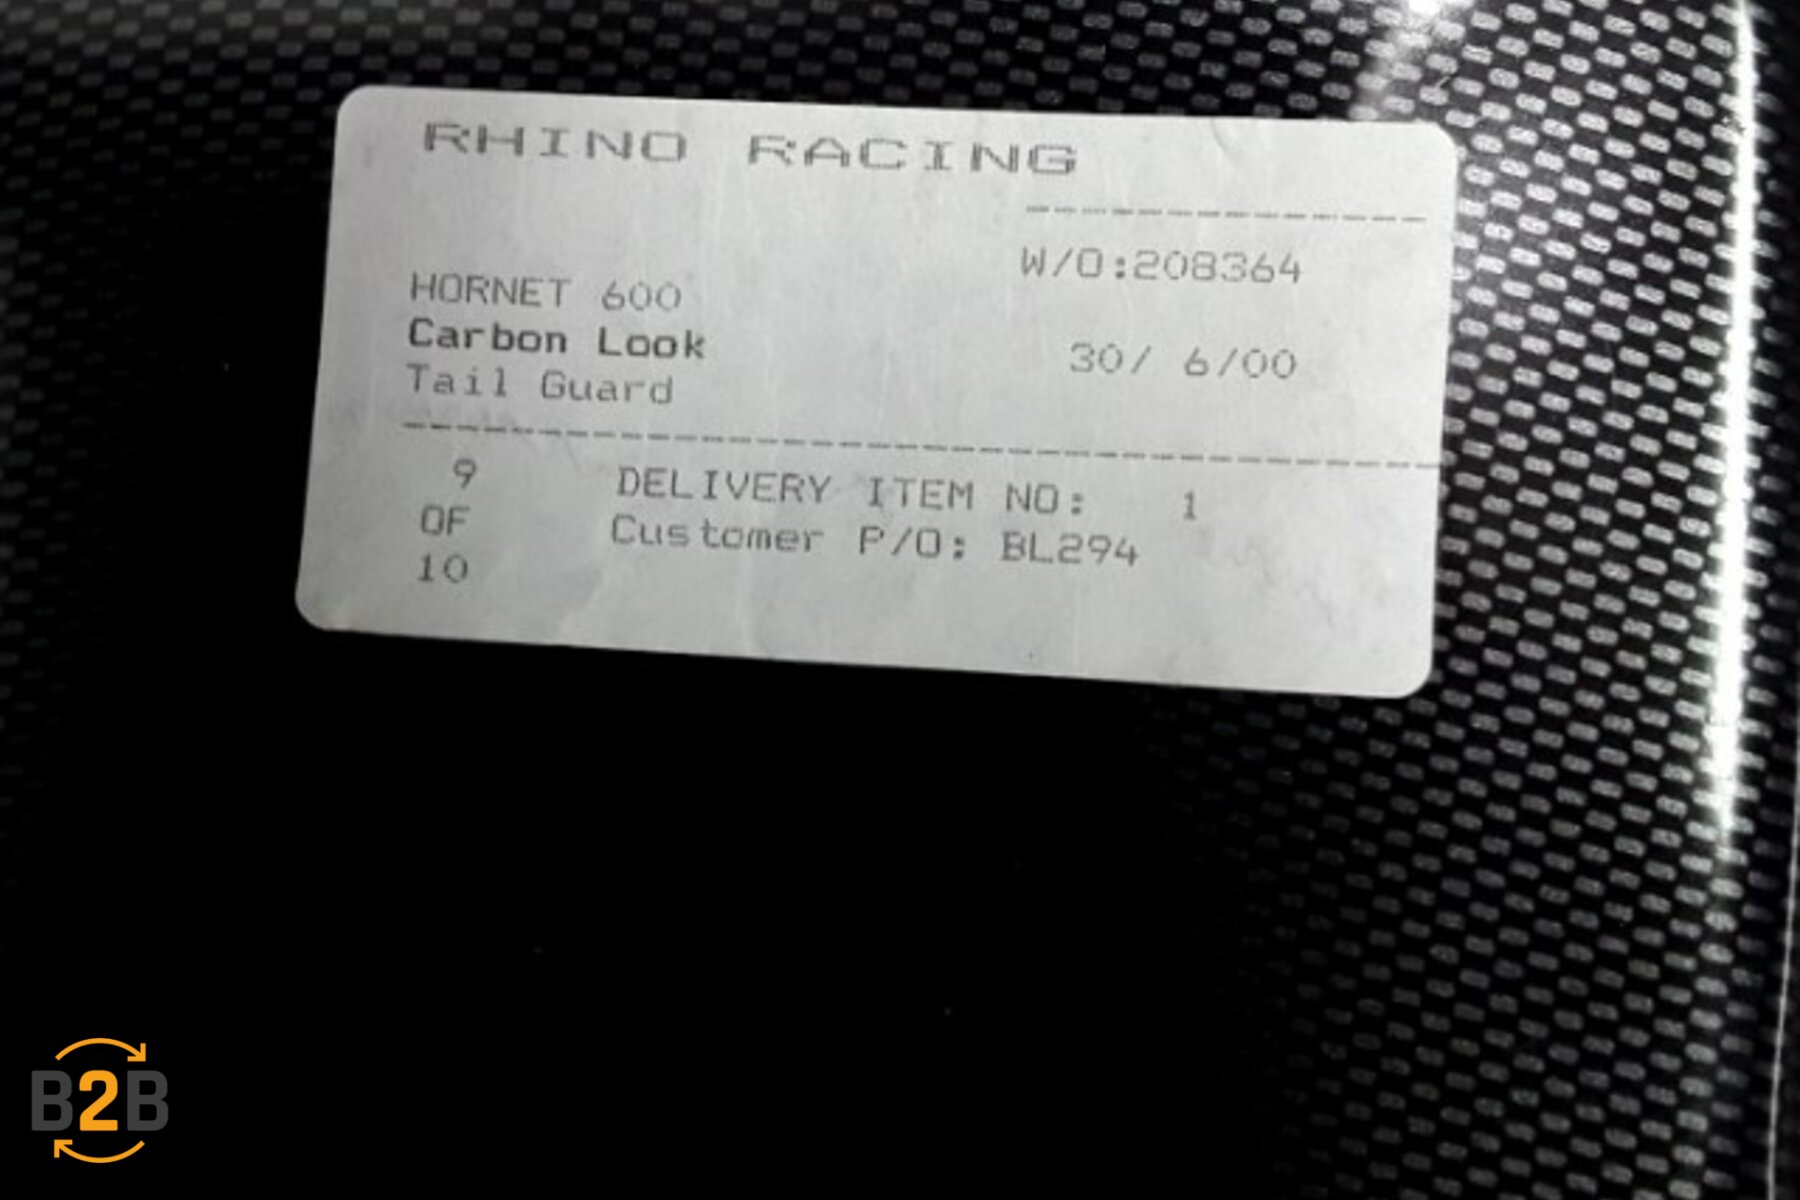 RHINO RACING
W/O:208364
HORNET 600
Carbon Look
30/ 6/00
Tail Guard
9 DELIVERY ITEM NO: 1
OF Customer P/O: BL294
10
B2B